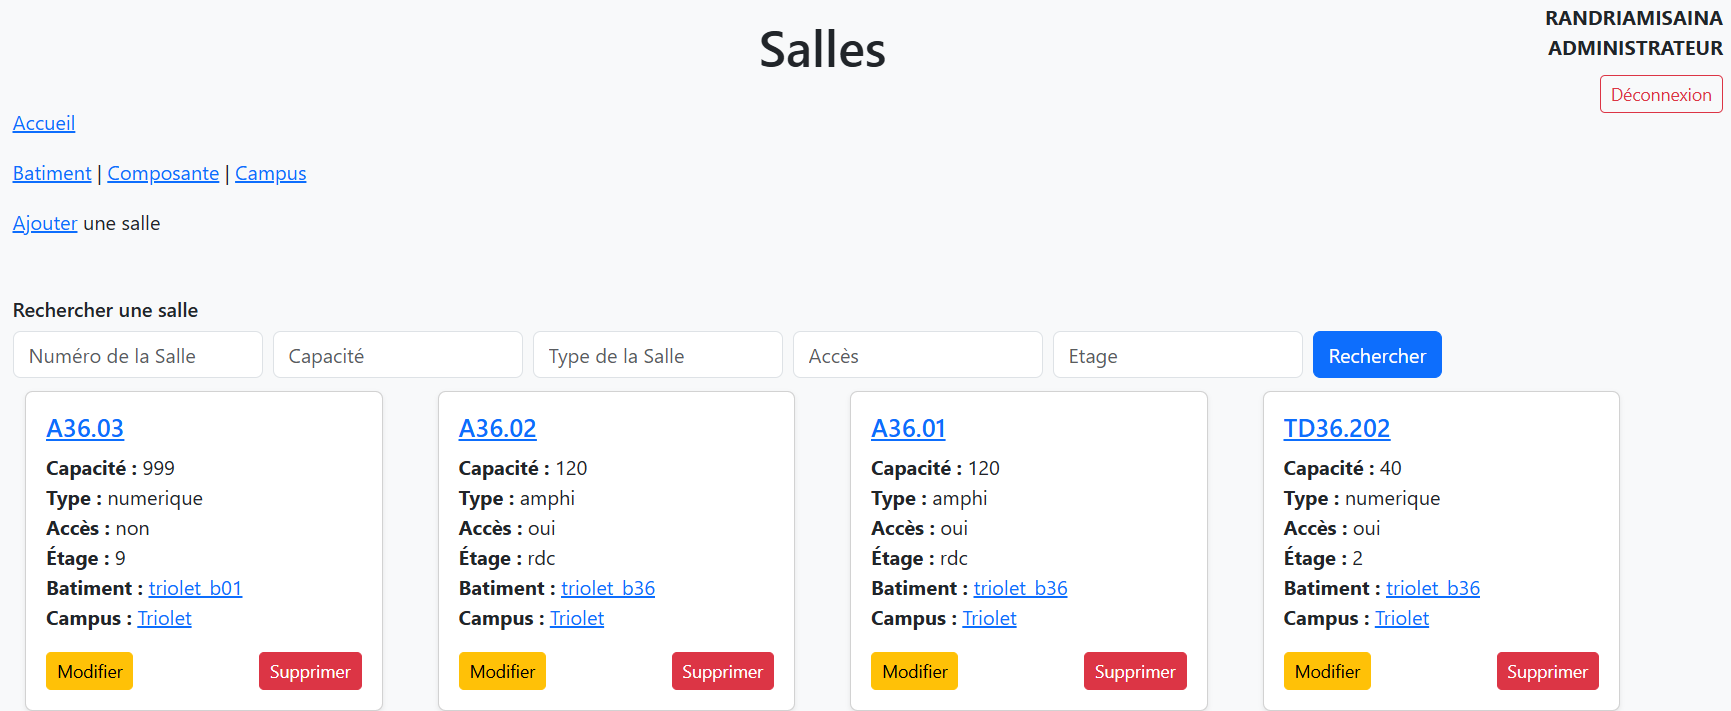 Salles
RANDRIAMISAINA
ADMINISTRATEUR
Déconnexion
Accueil
Batiment | Composante | Campus
Ajouter une salle
Rechercher une salle
Numéro de la Salle
Capacité
Type de la Salle
Accès
Etage
Rechercher
A36.03
Capacité : 999
Type : numerique
Accès : non
Étage : 9
Batiment : triolet_b01
Campus : Triolet
Modifier
Supprimer
A36.02
Capacité : 120
Type : amphi
Accès : oui
Étage : rdc
Batiment : triolet_b36
Campus : Triolet
Modifier
Supprimer
A36.01
Capacité : 120
Type : amphi
Accès : oui
Étage : rdc
Batiment : triolet_b36
Campus : Triolet
Modifier
Supprimer
TD36.202
Capacité : 40
Type : numerique
Accès : oui
Étage : 2
Batiment : triolet_b36
Campus : Triolet
Modifier
Supprimer